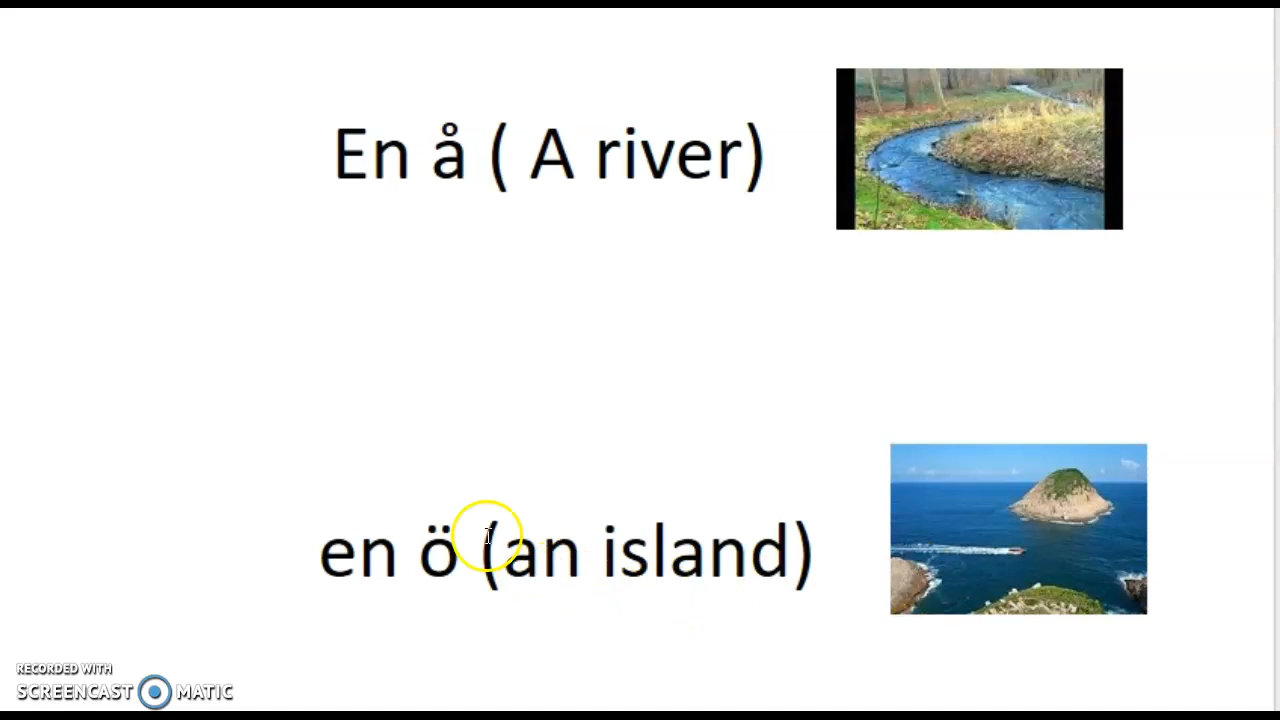 En å ( A river)
en ö (an island)
RECORDED WITH
SCREENCAST MATIC